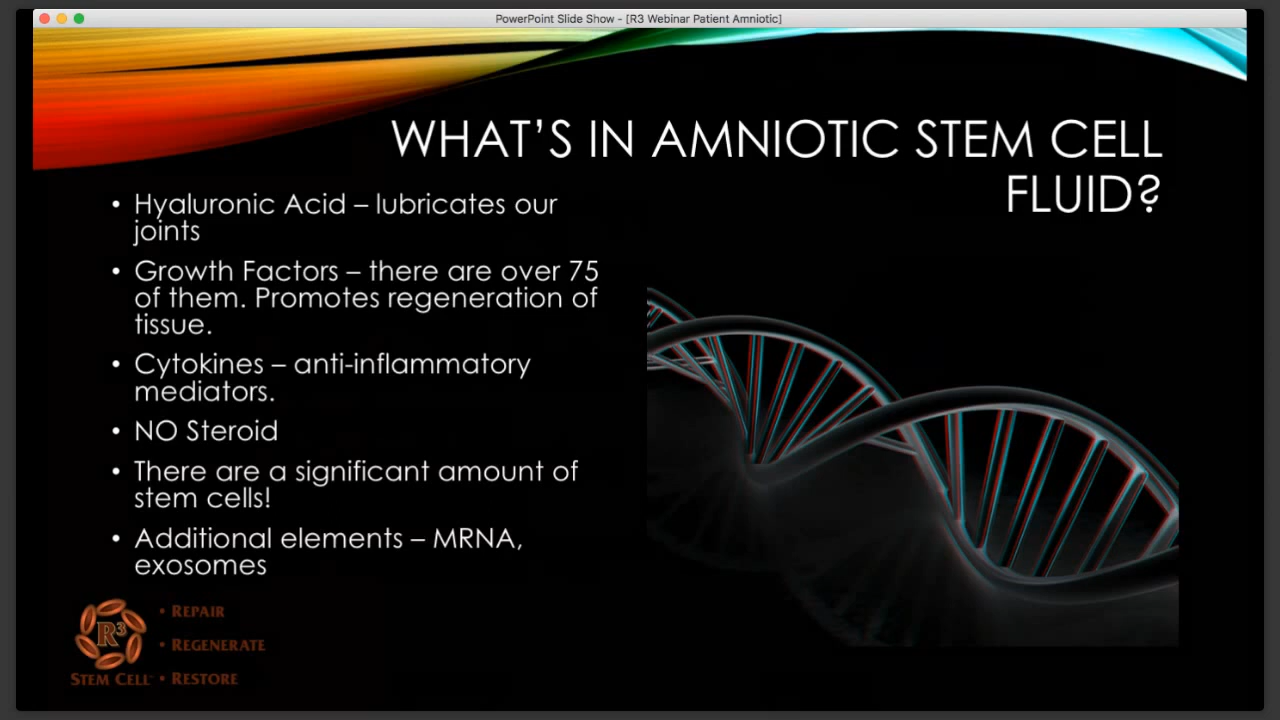 PowerPoint Slide Show - [R3 Webinar Patient Amniotic]
WHAT'S IN AMNIOTIC STEM CELL
FLUID?
• Hyaluronic Acid – lubricates our
joints
• Growth Factors – there are over 75
of them. Promotes regeneration of
tissue.
• Cytokines – anti-inflammatory
mediators.
• NO Steroid
• There are a significant amount of
stem cells!
• Additional elements – MRNA,
exosomes
R³
STEM CELL
• REPAIR
• REGENERATE
• RESTORE